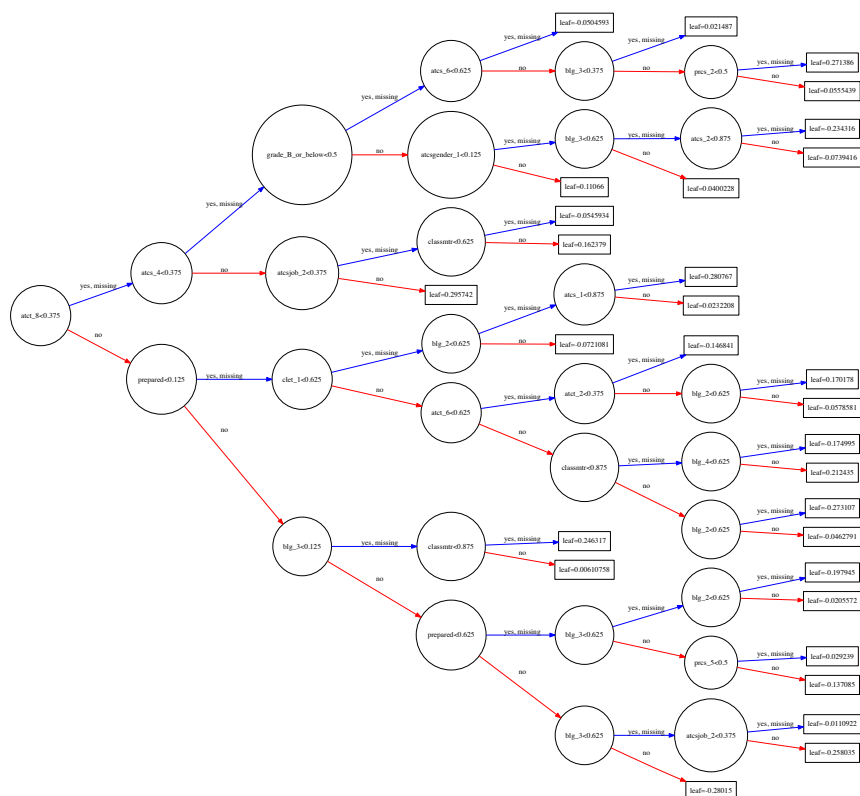 leaf=-0.0504593
yes, missing
leaf=0.021487
atcs_6<0.625
yes, missing
no
blg_3<0.375
leaf=0.271386
yes, missing
no
prcs_2<0.5
no
leaf=0.0555439
yes, missing
grade_B_or_below<0.5
no
atcsgender_1<0.125
yes, missing
no
blg_3<0.625
yes, missing
no
atcs_2<0.875
yes, missing
no
leaf=-0.234316
leaf=-0.0739416
leaf=0.11066
leaf=0.0400228
yes, missing
leaf=-0.0545934
classmtr<0.625
yes, missing
no
leaf=0.162379
yes, missing
atcs_4<0.375
no
atcsjob_2<0.375
no
leaf=0.295742
yes, missing
atct_8<0.375
no
leaf=0.280767
atcs_1<0.875
yes, missing
no
leaf=0.0232208
yes, missing
blg_2<0.625
no
leaf=-0.0721081
yes, missing
prepared<0.125
yes, missing
clet_1<0.625
no
leaf=-0.146841
yes, missing
atct_2<0.375
no
blg_2<0.625
yes, missing
no
leaf=0.170178
leaf=-0.0578581
atct_6<0.625
yes, missing
no
leaf=-0.174995
blg_4<0.625
yes, missing
no
leaf=0.212435
classmtr<0.875
yes, missing
no
leaf=-0.273107
blg_2<0.625
yes, missing
no
leaf=-0.0462791
no
blg_3<0.125
yes, missing
classmtr<0.875
yes, missing
no
leaf=0.246317
leaf=0.00610758
no
leaf=-0.197945
blg_2<0.625
yes, missing
no
leaf=-0.0205572
yes, missing
prepared<0.625
yes, missing
blg_3<0.625
no
prcs_5<0.5
yes, missing
no
leaf=0.029239
leaf=-0.137085
no
leaf=-0.0110922
blg_3<0.625
yes, missing
atcsjob_2<0.375
yes, missing
no
leaf=-0.258035
no
leaf=-0.28015